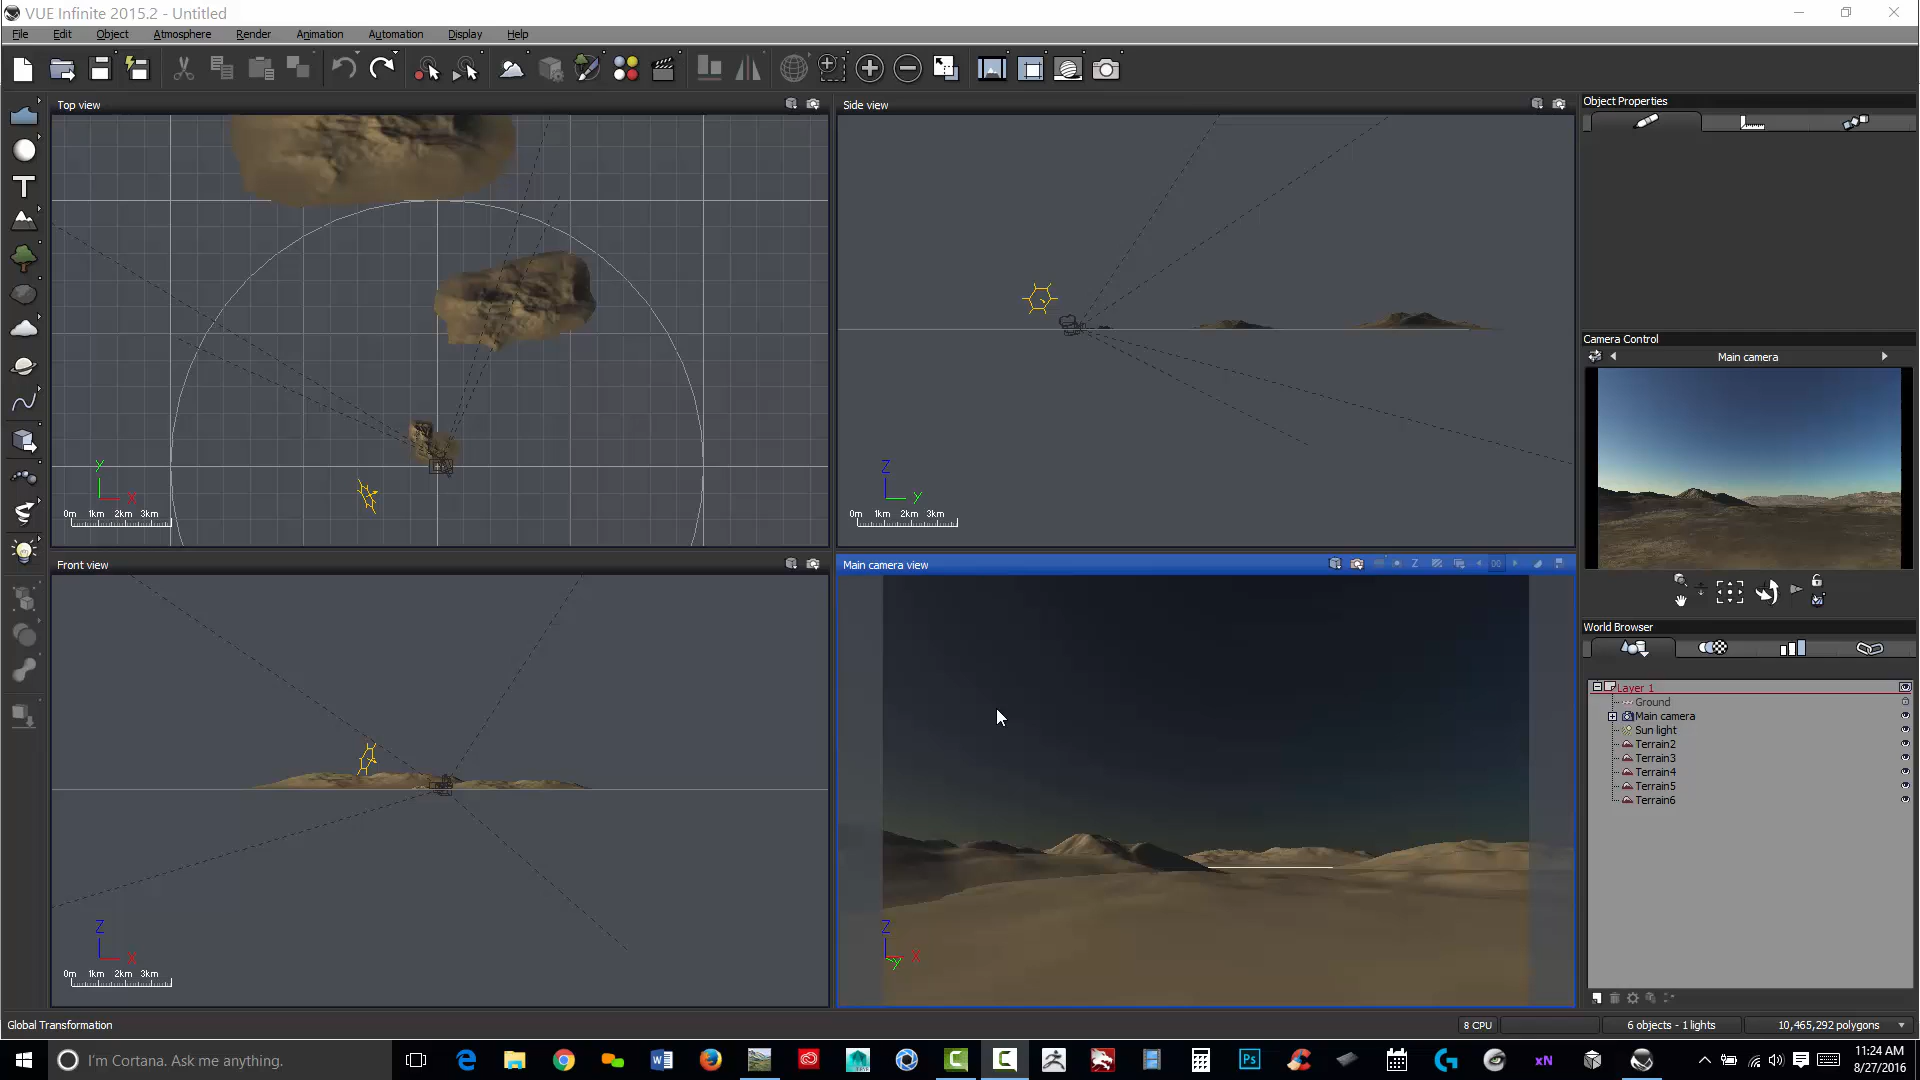 VUE Infinite 2015.2 - Untitled
File Edit Object Atmosphere Render Animation Automation Display Help
Top view
Y
X
0m 1km 2km 3km
Side view
Z
Y
0m 1km 2km 3km
Front view
Z
X
0m 1km 2km 3km
Main camera view
Z
Z
X
Y
Object Properties
Camera Control
Main camera
World Browser
Layer 1
Ground
Main camera
Sun light
Terrain2
Terrain3
Terrain4
Terrain5
Terrain6
Global Transformation
8 CPU
6 objects - 1 lights
10,465,292 polygons
I'm Cortana. Ask me anything.
Ps
xN
11:24 AM
8/27/2016